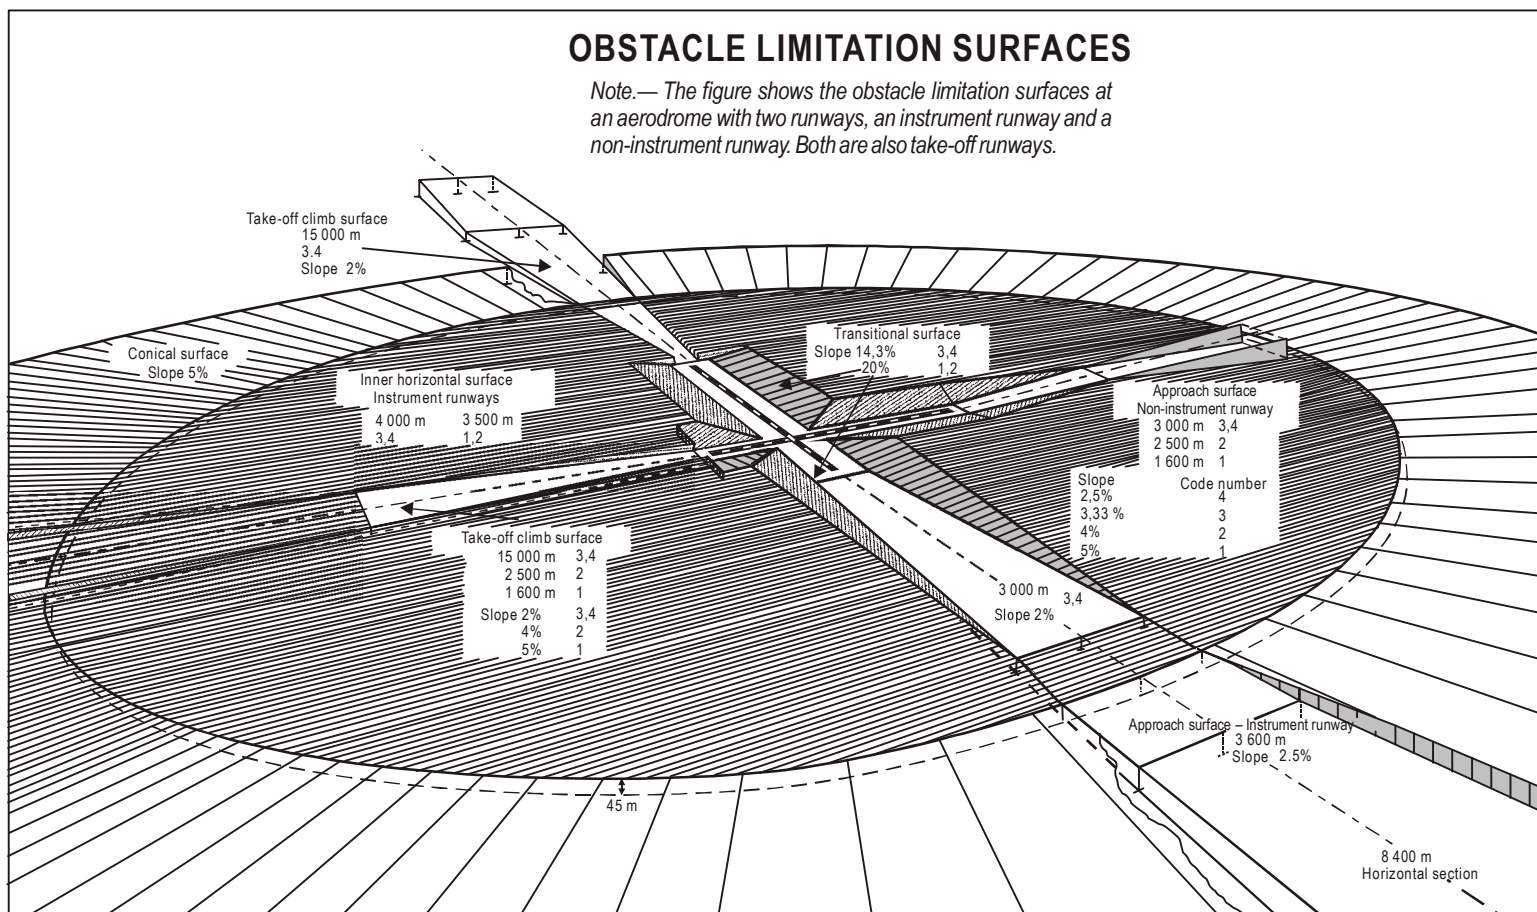 OBSTACLE LIMITATION SURFACES
Note.— The figure shows the obstacle limitation surfaces at
an aerodrome with two runways, an instrument runway and a
non-instrument runway. Both are also take-off runways.
Take-off climb surface
15 000 m
3.4
Slope 2%
Conical surface
Slope 5%
Inner horizontal surface
Instrument runways
4 000 m 3 500 m
3,4 1,2
Transitional surface
Slope 14,3% 3,4
20% 1,2
Approach surface
Non-instrument runway
3 000 m 3,4
2 500 m 2
1 600 m 1
Slope Code number
2,5% 4
3,33 % 3
4% 2
5% 1
Take-off climb surface
15 000 m 3,4
2 500 m 2
1 600 m 1
Slope 2% 3,4
4% 2
5% 1
3 000 m 3,4
Slope 2%
Approach surface – Instrument runway
3 600 m
Slope 2.5%
45 m
8 400 m
Horizontal section